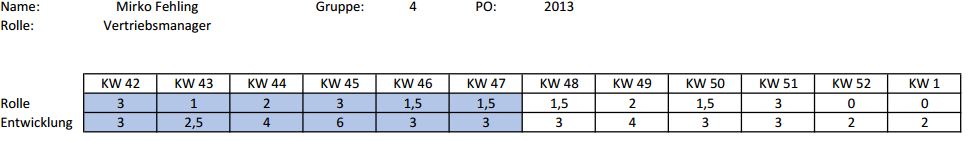 Name: Mirko Fehling Gruppe: 4 PO: 2013
Rolle: Vertriebsmanager
KW 42 KW 43 KW 44 KW 45 KW 46 KW 47 KW 48 KW 49 KW 50 KW 51 KW 52 KW 1
Rolle 3 1 2 3 1,5 1,5 1,5 2 1,5 3 0 0
Entwicklung 3 2,5 4 6 3 3 3 4 3 3 2 2